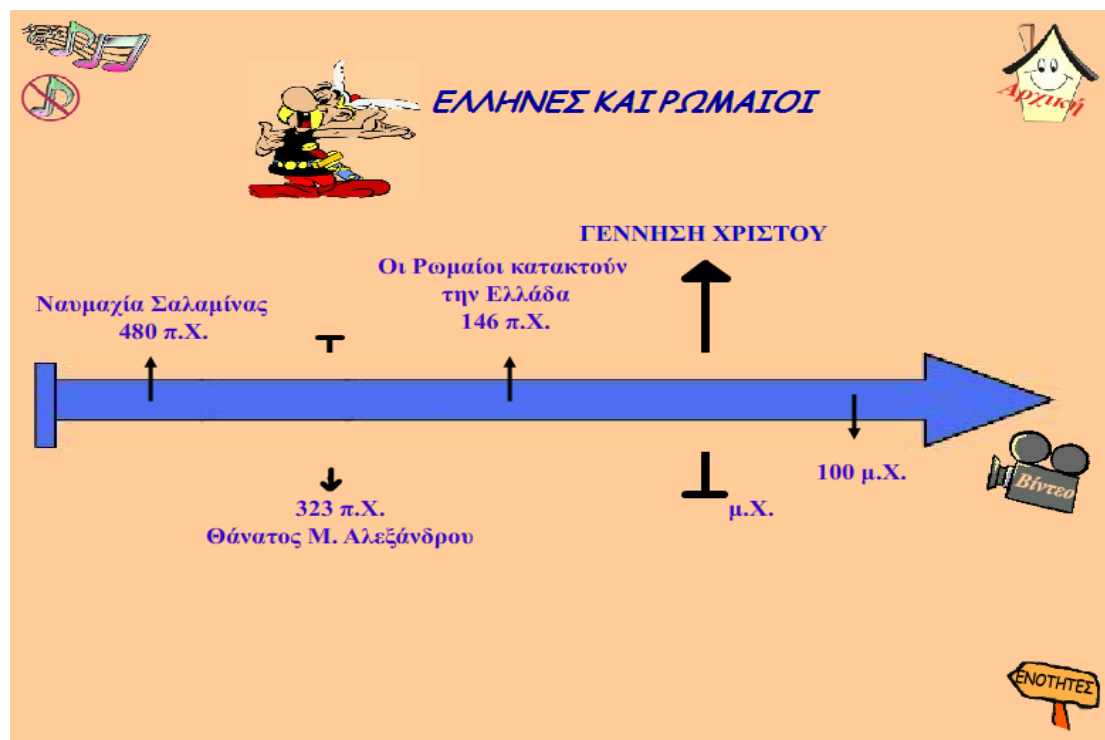 Αρχική
ΕΛΛΗΝΕΣ ΚΑΙ ΡΩΜΑΙΟΙ
ΓΕΝΝΗΣΗ ΧΡΙΣΤΟΥ
Οι Ρωμαίοι κατακτούν
την Ελλάδα
146 π.Χ.
Ναυμαχία Σαλαμίνας
480 π.Χ.
100 μ.Χ.
Βίντεο
323 π.Χ.
Θάνατος Μ. Αλεξάνδρου
μ.Χ.
ΕΝΟΤΗΤΕΣ